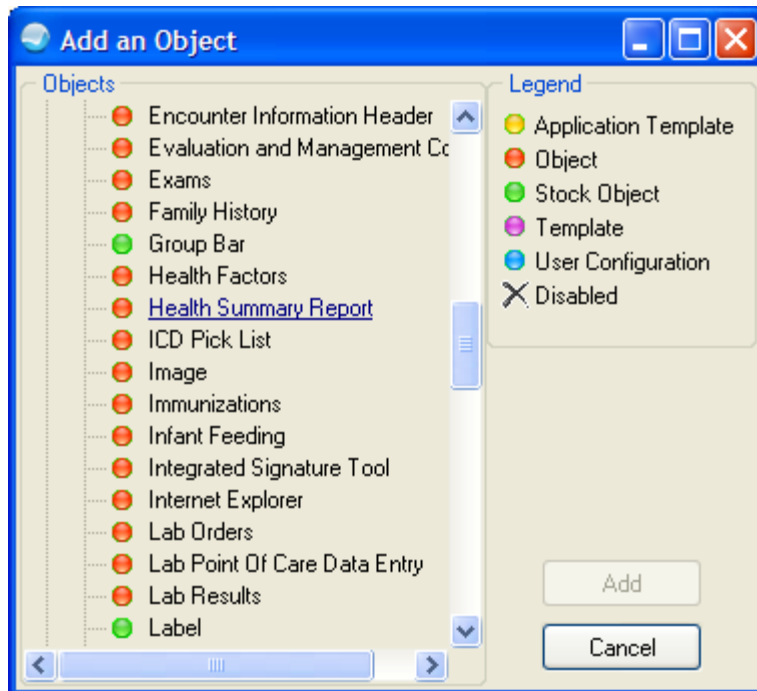 Add an Object
Objects
Encounter Information Header
Evaluation and Management Co
Exams
Family History
Group Bar
Health Factors
Health Summary Report
ICD Pick List
Image
Immunizations
Infant Feeding
Integrated Signature Tool
Internet Explorer
Lab Orders
Lab Point Of Care Data Entry
Lab Results
Label
Legend
Application Template
Object
Stock Object
Template
User Configuration
Disabled
Add
Cancel